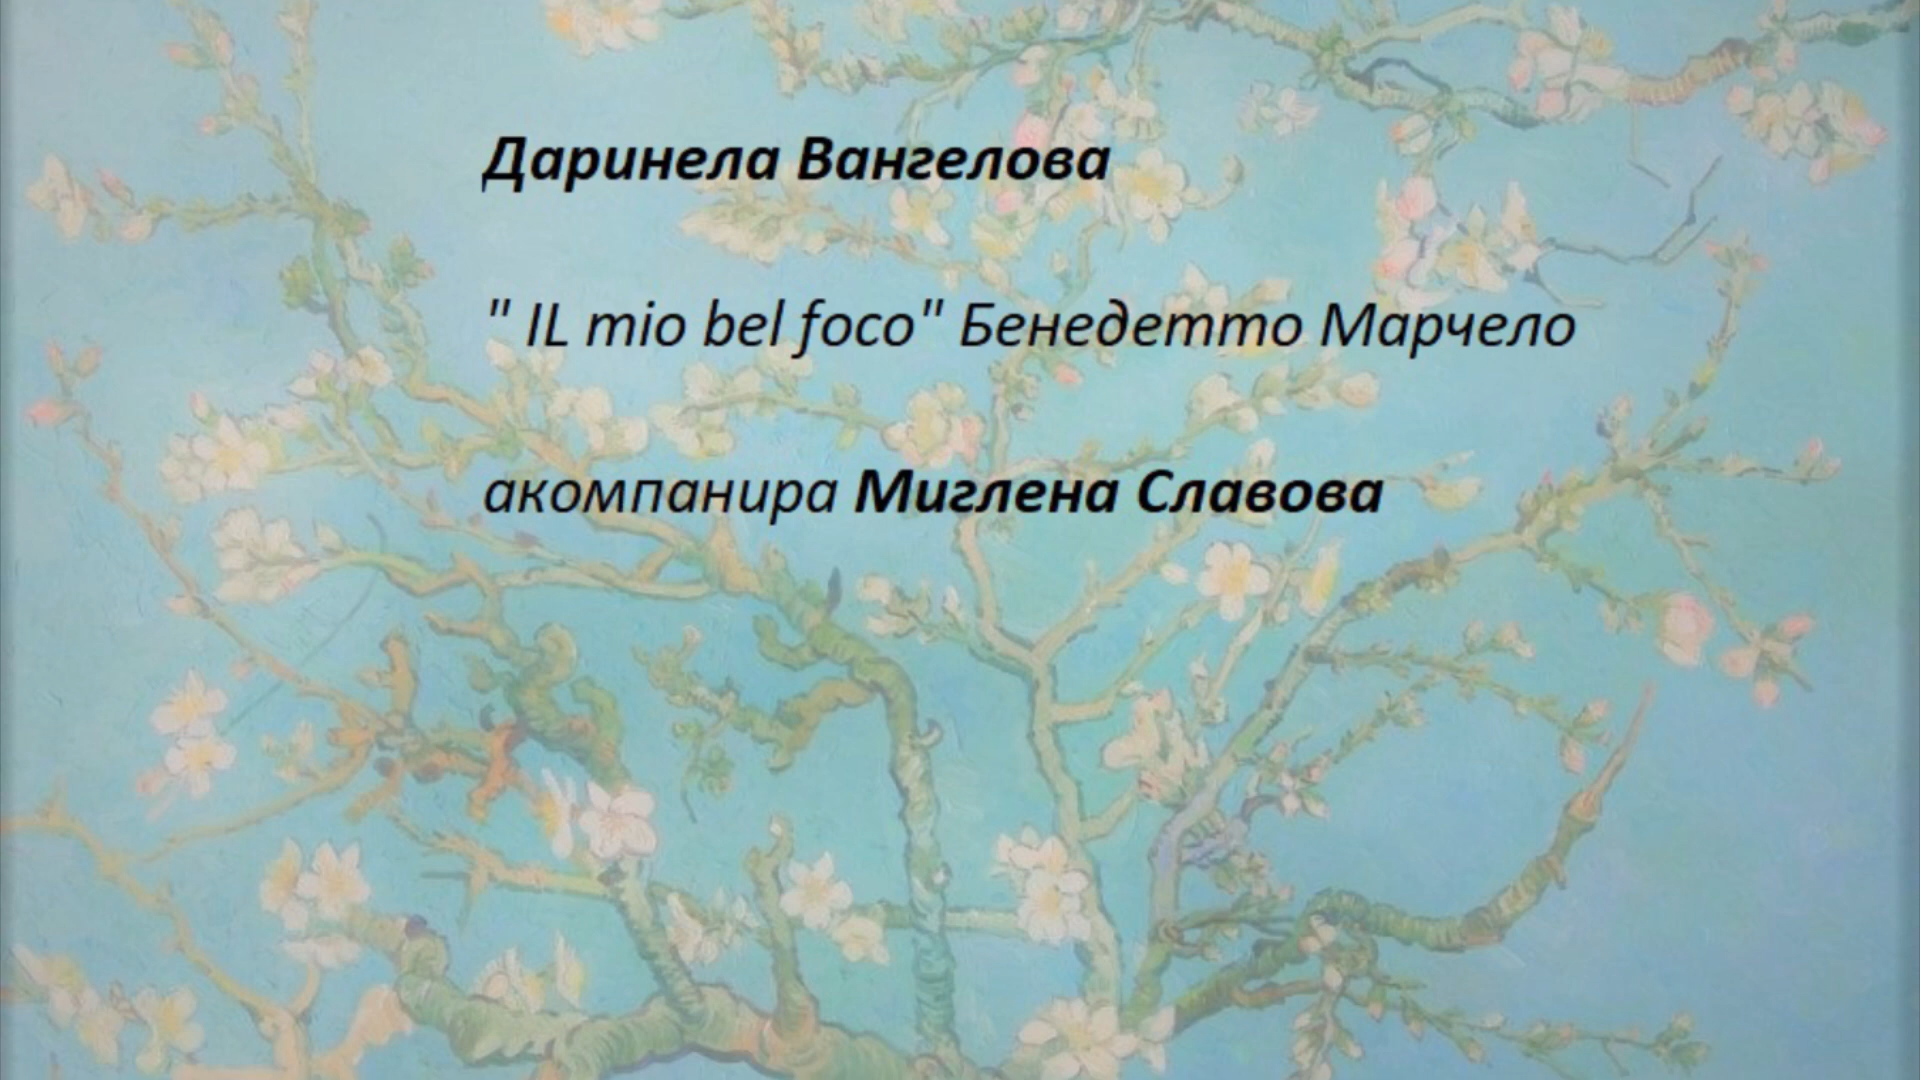 Даринела Вангелова
" IL mio bel foco" Бенедетто Марчело
акомпанира Миглена Славова